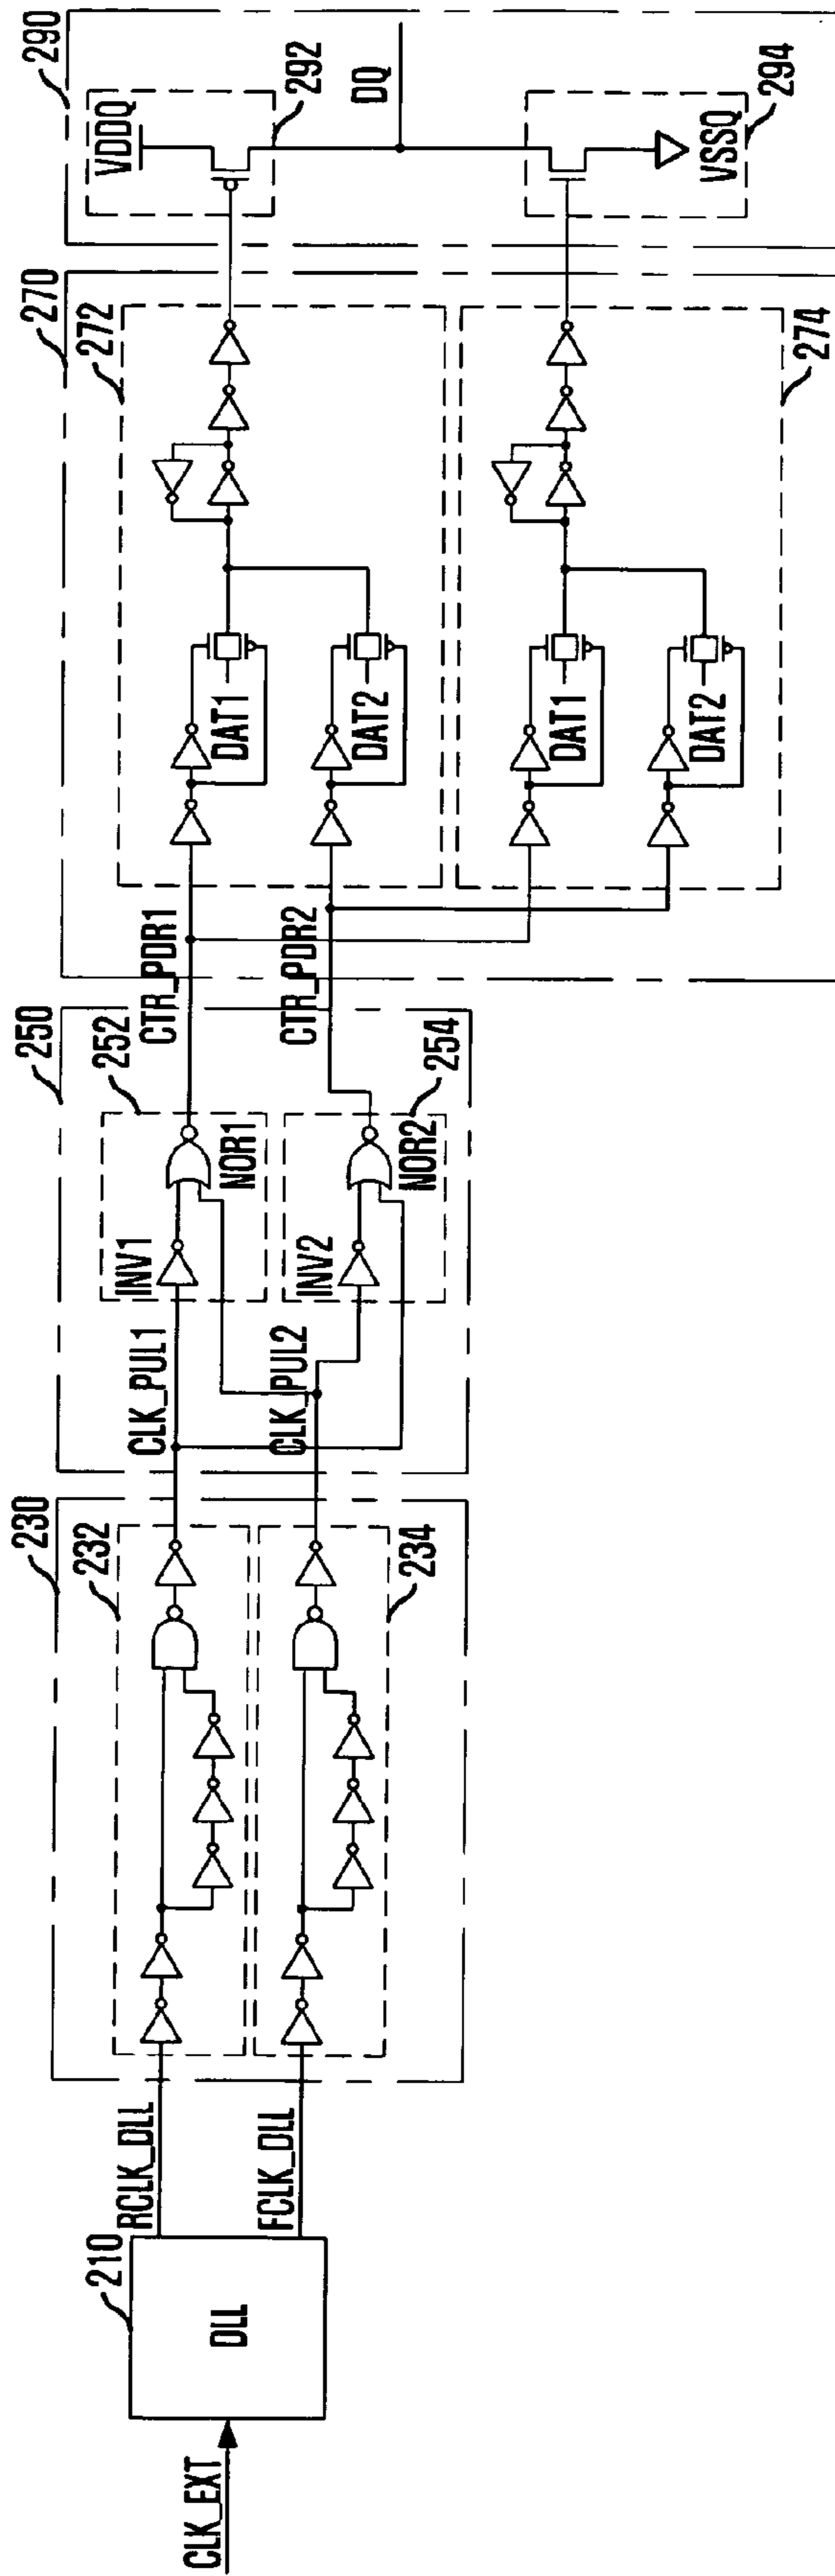 CLK_EXT
210
DLL
RCLK_DLL
FCLK_DLL
230
232
234
250
CLK_PUL1
CLK_PUL2
252
INV1
NOR1
254
INV2
NOR2
CTR_PDR1
CTR_PDR2
270
272
DAT1
DAT2
274
DAT1
DAT2
290
VDDQ
292
DQ
VSSQ
294